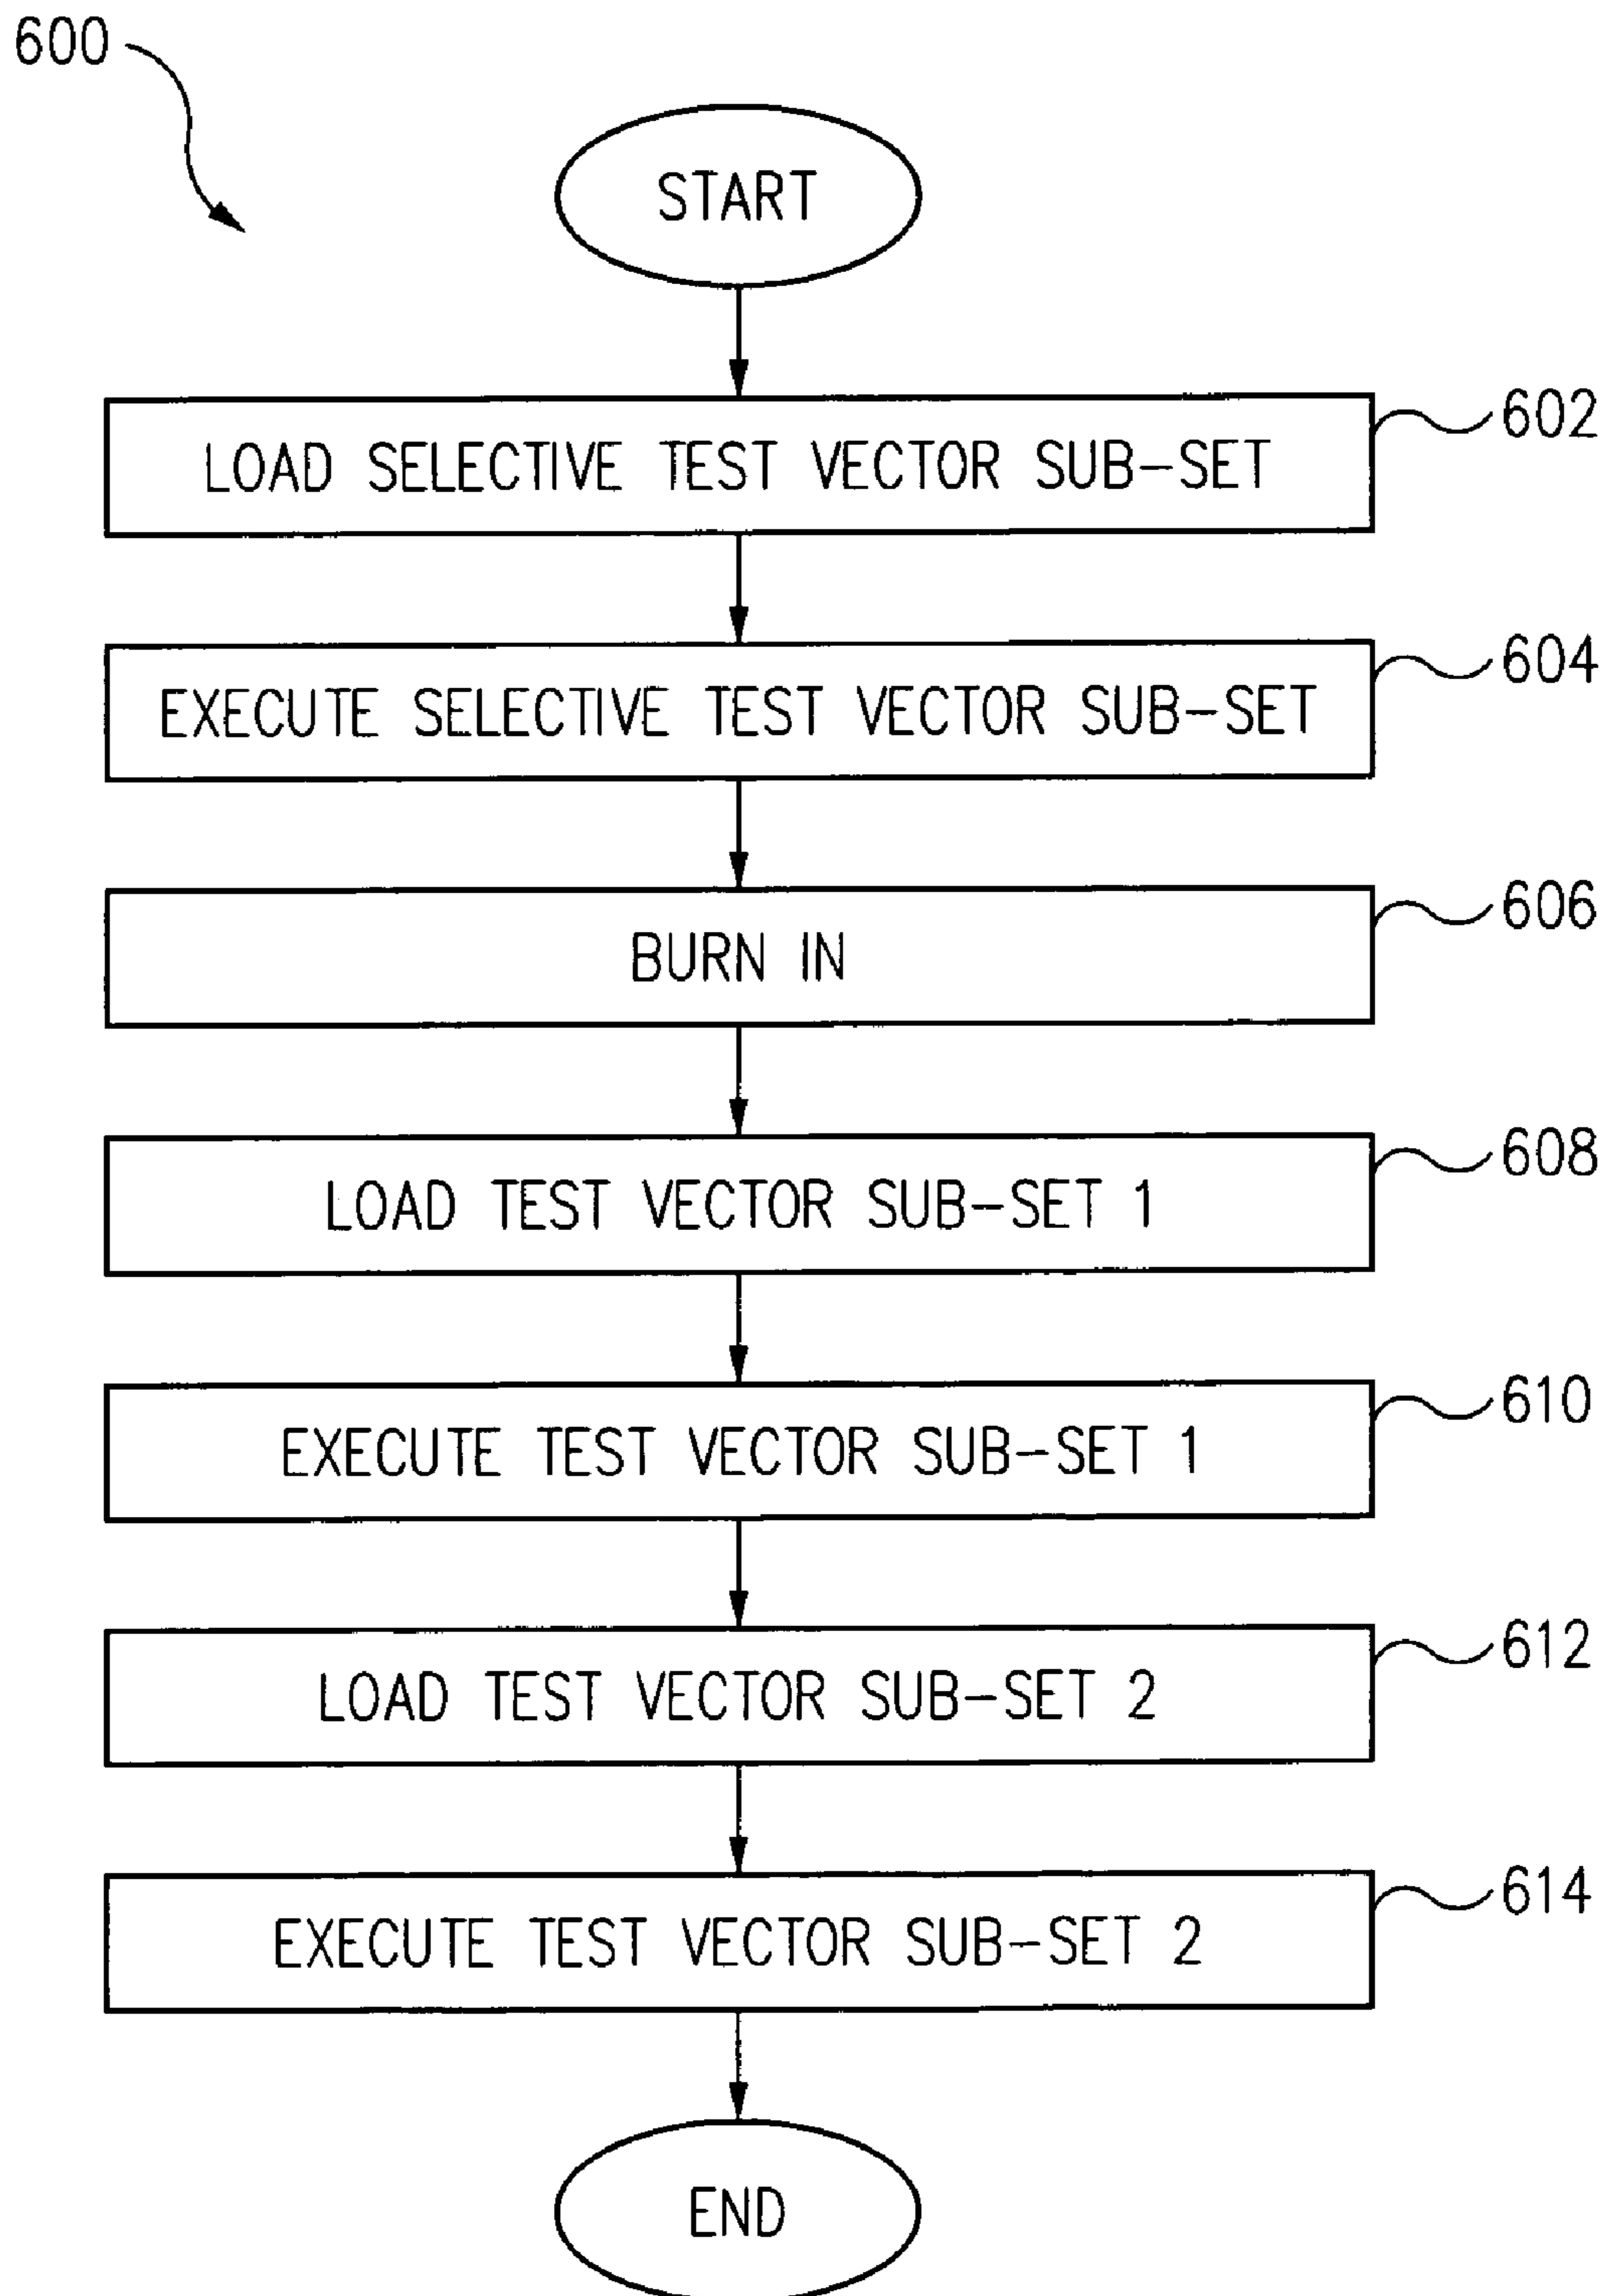 600
START
LOAD SELECTIVE TEST VECTOR SUB-SET
602
EXECUTE SELECTIVE TEST VECTOR SUB-SET
604
BURN IN
606
LOAD TEST VECTOR SUB-SET 1
608
EXECUTE TEST VECTOR SUB-SET 1
610
LOAD TEST VECTOR SUB-SET 2
612
EXECUTE TEST VECTOR SUB-SET 2
614
END